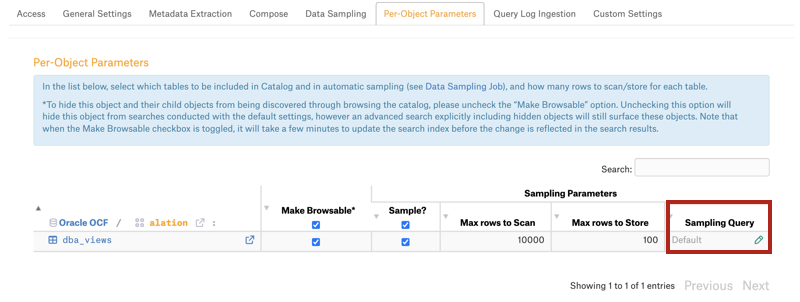 Access General Settings Metadata Extraction Compose Data Sampling Per-Object Parameters Query Log Ingestion Custom Settings
Per-Object Parameters
In the list below, select which tables to be included in Catalog and in automatic sampling (see Data Sampling Job), and how many rows to scan/store for each table.
*To hide this object and their child objects from being discovered through browsing the catalog, please uncheck the "Make Browsable" option. Unchecking this option will
hide this object from searches conducted with the default settings, however an advanced search explicitly including hidden objects will still surface these objects. Note that
when the Make Browsable checkbox is toggled, it will take a few minutes to update the search index before the change is reflected in the search results.
Search:
Sampling Parameters
Oracle OCF / alation : Make Browsable* Sample? Max rows to Scan Max rows to Store Sampling Query
dba_views 10000 100 Default
Showing 1 to 1 of 1 entries Previous Next